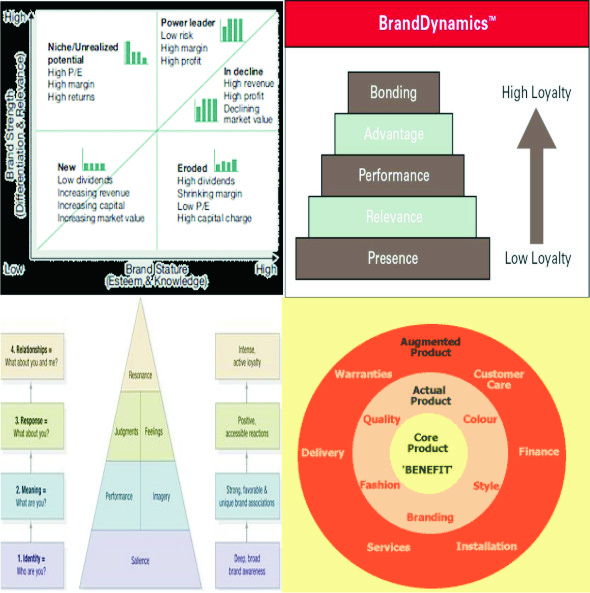 High
Brand Strength
(Differentiation & Relevance)
Niche/Unrealized
potential
High P/E
High margin
High returns
Power leader
Low risk
High margin
High profit
In decline
High revenue
High profit
Declining
market value
New
Low dividends
Increasing revenue
Increasing capital
Increasing market value
Eroded
High dividends
Shrinking margin
Low P/E
High capital charge
Low
Brand Stature
(Esteem & Knowledge)
High
BrandDynamics™
Bonding
Advantage
Performance
Relevance
Presence
High Loyalty
Low Loyalty
4. Relationships =
What about you and me?
3. Response =
What about you?
2. Meaning =
What are you?
1. Identity =
Who are you?
Resonance
Judgments
Feelings
Performance
Imagery
Salience
Intense,
active loyalty
Positive,
accessible reactions
Strong, favorable &
unique brand associations
Deep, broad
brand awareness
Augmented
Product
Warranties
Customer
Care
Actual
Product
Quality
Colour
Core
Product
'BENEFIT'
Delivery
Finance
Fashion
Style
Branding
Services
Installation